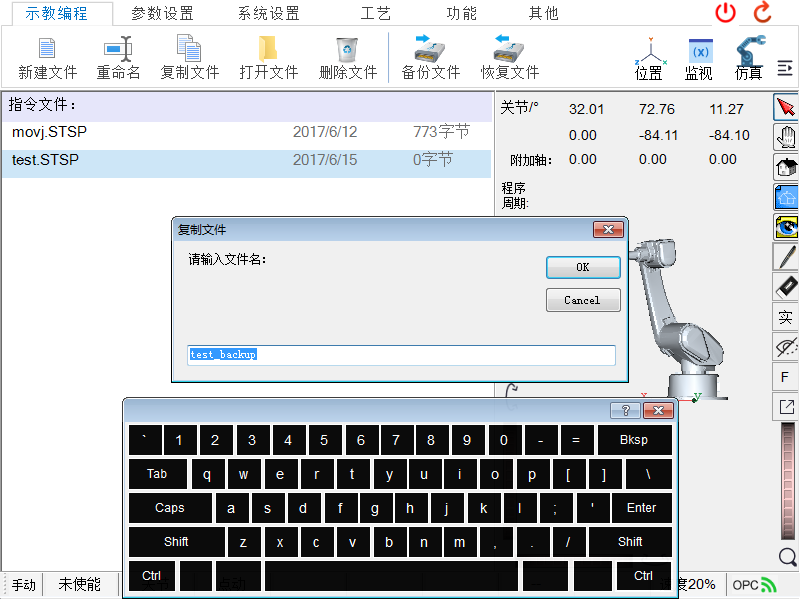 示教编程 参数设置 系统设置 工艺 功能 其他
新建文件 重命名 复制文件 打开文件 删除文件 备份文件 恢复文件 位置 监视 仿真
指令文件：
movj.STSP 2017/6/12 773字节
test.STSP 2017/6/15 0字节
关节/° 32.01 72.76 11.27
0.00 -84.11 -84.10
附加轴： 0.00 0.00 0.00
程序
周期:
复制文件
请输入文件名:
OK
Cancel
test_backup
实
F
x y
?
` 1 2 3 4 5 6 7 8 9 0 - = Bksp
Tab q w e r t y u i o p [ ] \
Caps a s d f g h j k l ; ' Enter
Shift z x c v b n m , . / Shift
Ctrl Ctrl
手动 未使能 点动 度20% OPC